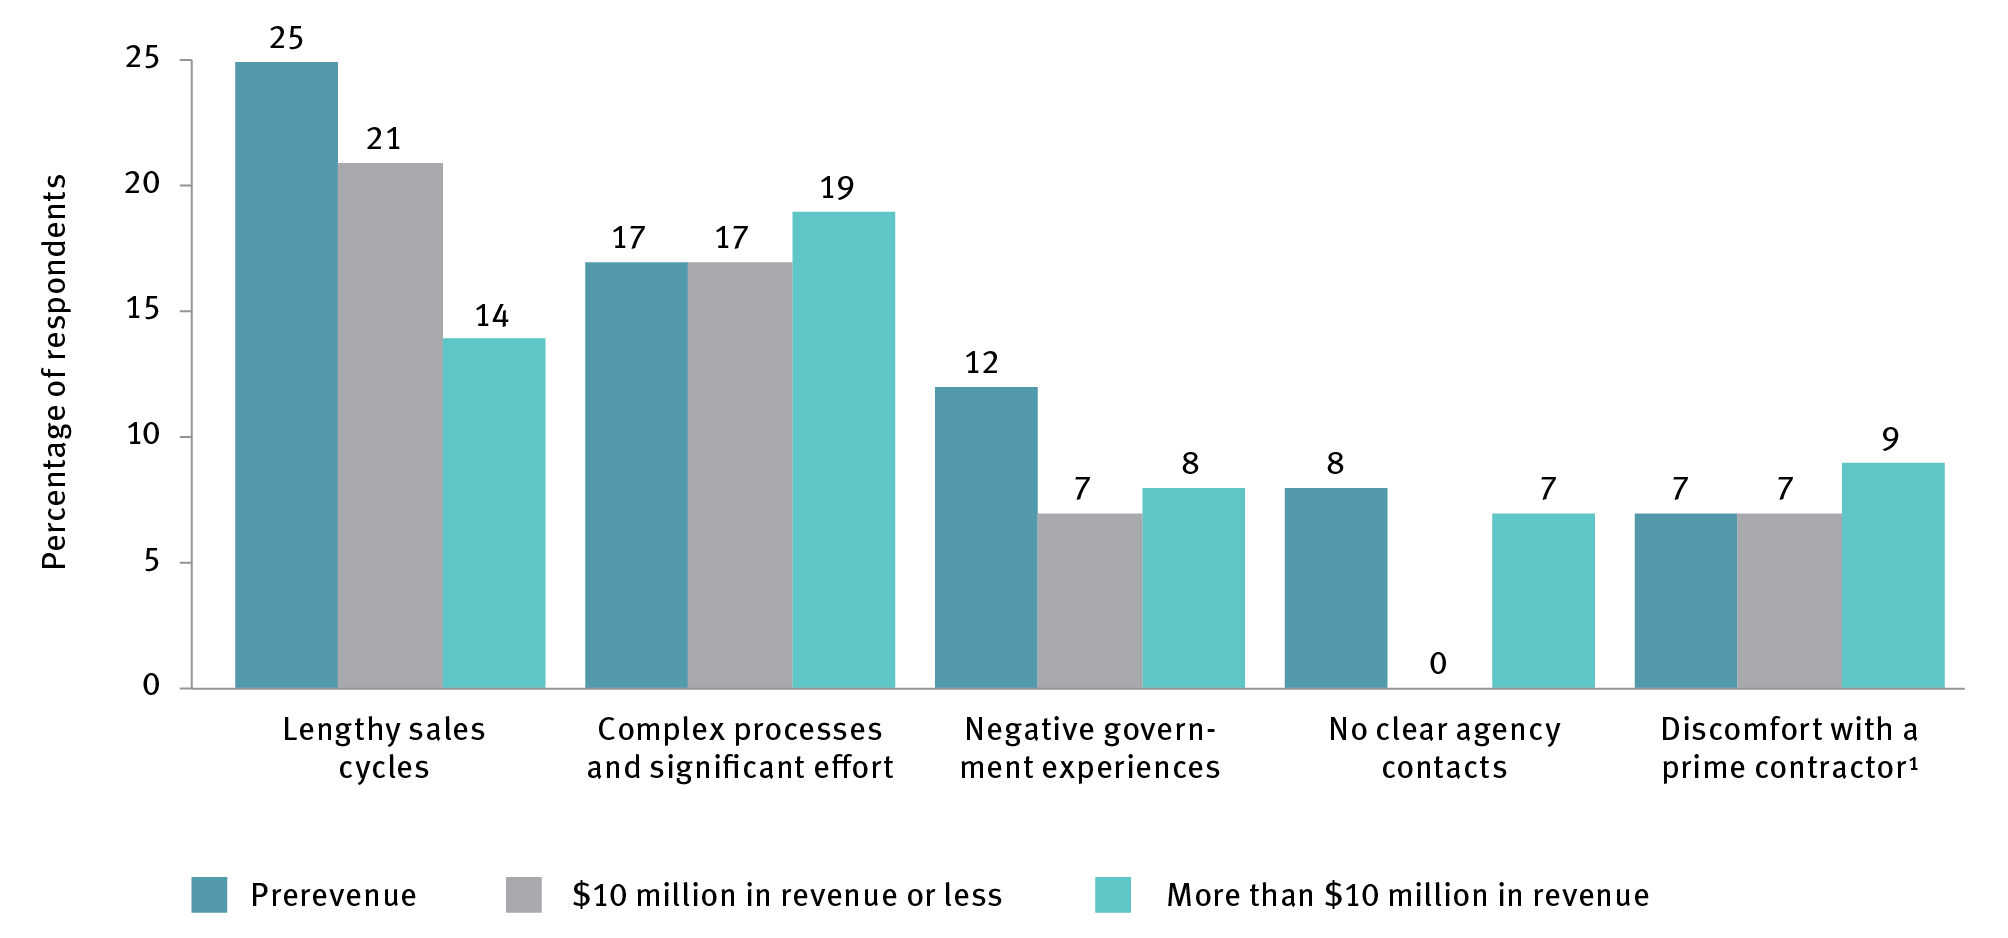 Percentage of respondents
25
20
15
10
5
0
25
21
14
17
17
19
12
7
8
8
0
7
7
7
9
Lengthy sales
cycles
Complex processes
and significant effort
Negative govern-
ment experiences
No clear agency
contacts
Discomfort with a
prime contractor¹
Prerevenue
$10 million in revenue or less
More than $10 million in revenue